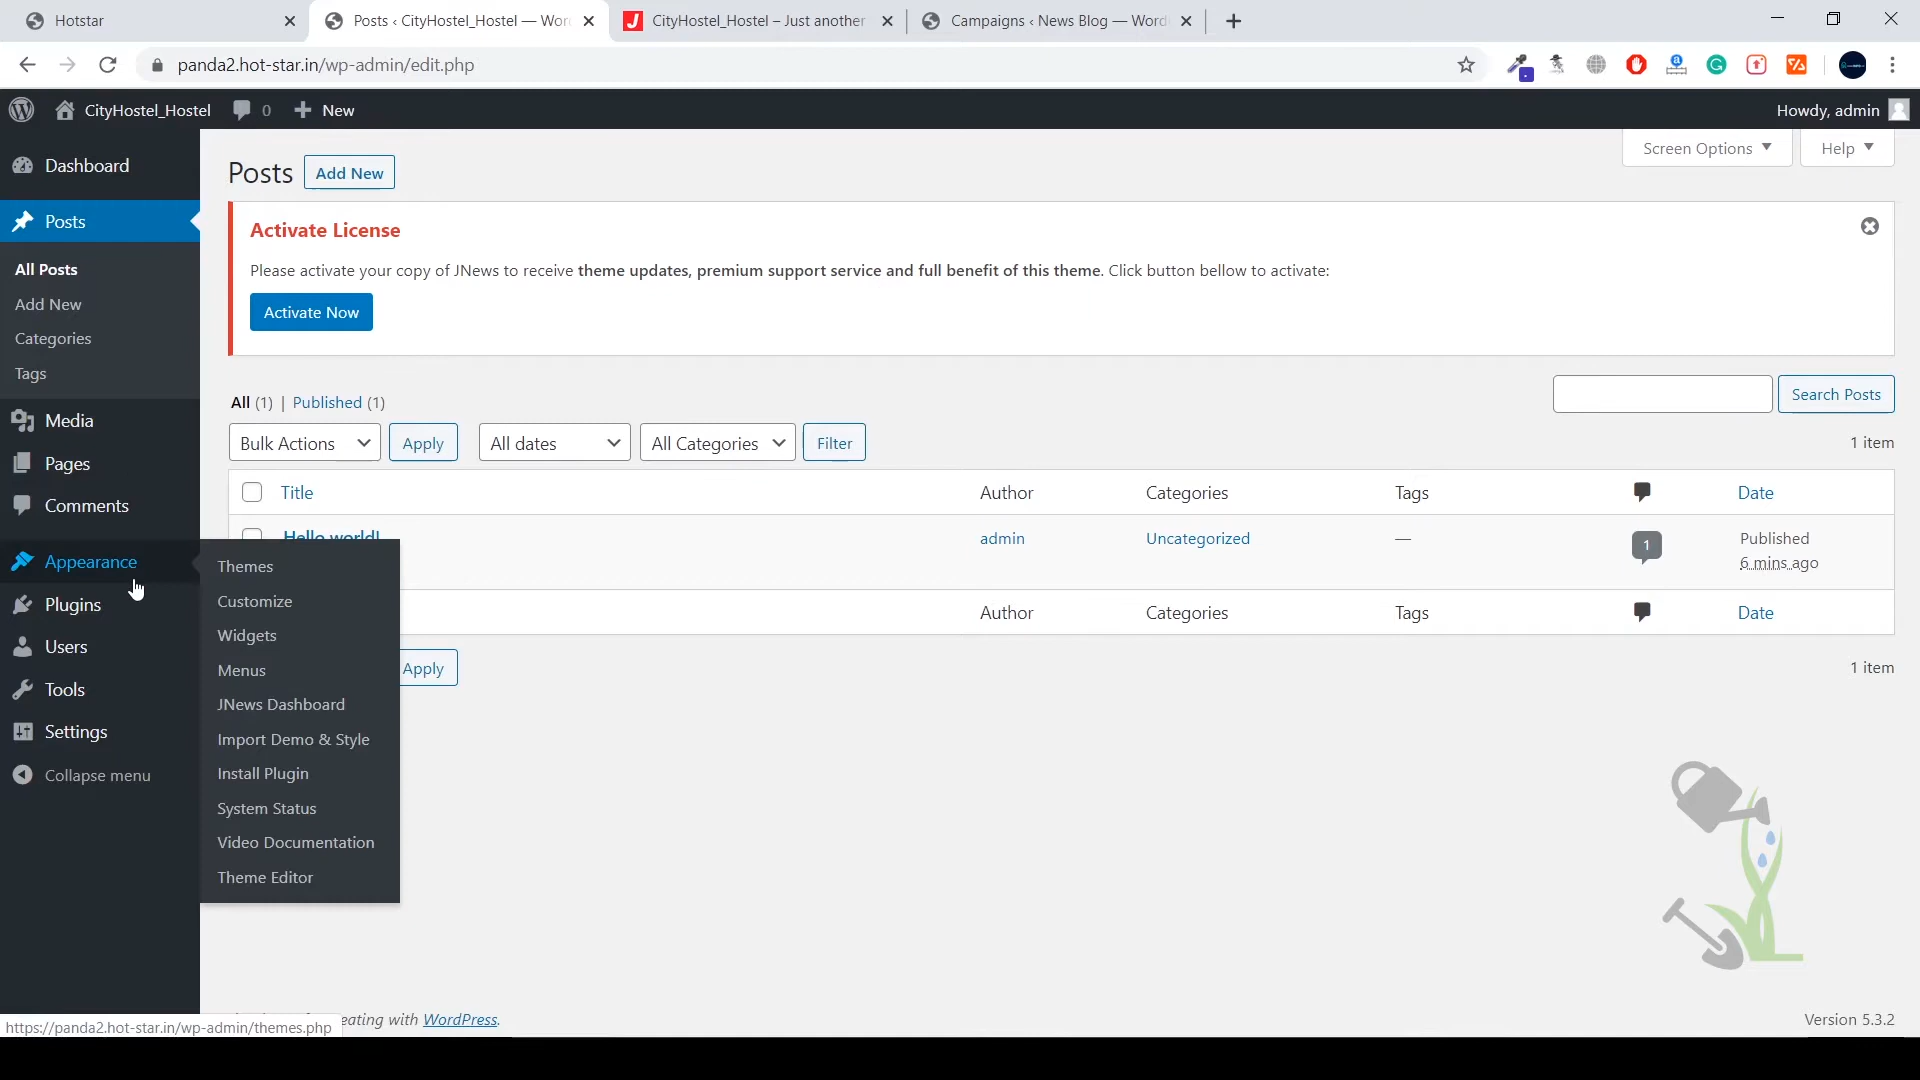 Hotstar
Posts ‹ CityHostel_Hostel — Wor
CityHostel_Hostel – Just another
Campaigns ‹ News Blog — Word
panda2.hot-star.in/wp-admin/edit.php
CityHostel_Hostel
0
New
Howdy, admin
Dashboard
Posts
All Posts
Add New
Categories
Tags
Media
Pages
Comments
Appearance
Plugins
Users
Tools
Settings
Collapse menu
Themes
Customize
Widgets
Menus
JNews Dashboard
Import Demo & Style
Install Plugin
System Status
Video Documentation
Theme Editor
Posts Add New
Screen Options
Help
Activate License
Please activate your copy of JNews to receive theme updates, premium support service and full benefit of this theme. Click button bellow to activate:
Activate Now
All (1) | Published (1)
Search Posts
Bulk Actions Apply All dates All Categories Filter
1 item
Title Author Categories Tags Date
Hello world! admin Uncategorized — 1 Published
6 mins ago
Author Categories Tags Date
Apply
1 item
eating with WordPress.
Version 5.3.2
https://panda2.hot-star.in/wp-admin/themes.php